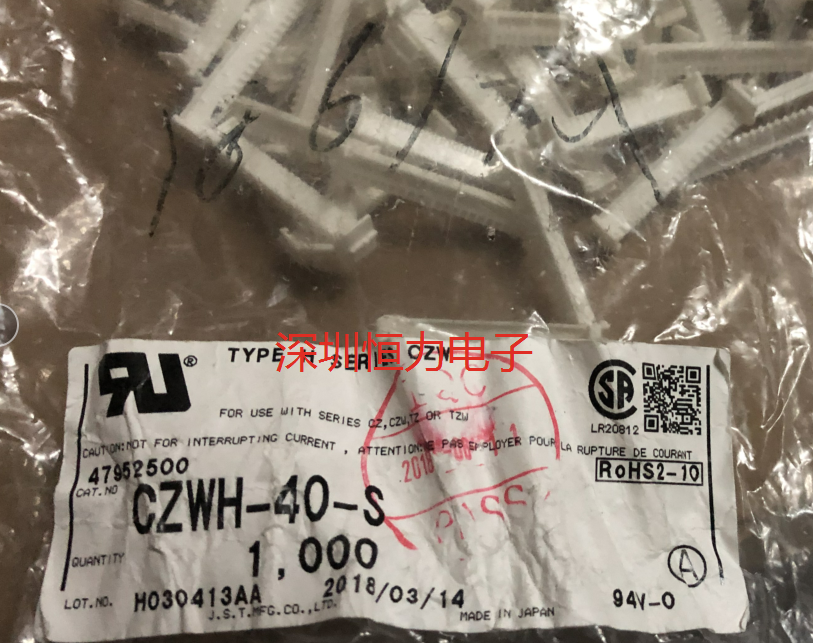 深圳恒力电子
TYPE H SERIES CZW
FOR USE WITH SERIES CZ,CZW,TZ OR TZW
CAUTION:NOT FOR INTERRUPTING CURRENT , ATTENTION:NE PAS EMPLOYER POUR LA RUPTURE DE COURANT
LR20812
47952500
RoHS2-10
CAT.NO CZWH-40-S
QUANTITY 1,000
A
LOT.NO. H030413AA 2018/03/14
94V-0
J.S.T.MFG.CO.,LTD.
MADE IN JAPAN